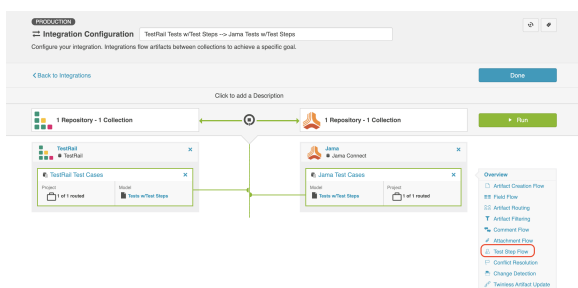 PRODUCTION
Integration Configuration
TestRail Tests w/Test Steps --> Jama Tests w/Test Steps
Configure your integration. Integrations flow artifacts between collections to achieve a specific goal.
Back to Integrations
Done
Click to add a Description
1 Repository - 1 Collection
1 Repository - 1 Collection
Run
TestRail
TestRail
TestRail Test Cases
Project
1 of 1 routed
Model
Tests w/Test Steps
Jama
Jama Connect
Jama Test Cases
Model
Tests w/Test Steps
Project
1 of 1 routed
Overview
Artifact Creation Flow
Field Flow
Artifact Routing
Artifact Filtering
Comment Flow
Attachment Flow
Test Step Flow
Conflict Resolution
Change Detection
Twinless Artifact Update